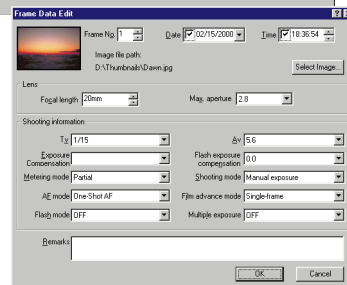 Frame Data Edit
Frame No. 1 Date 02/15/2000 Time 18:36:54
Image file path:
D:\Thumbnails\Dawn.jpg
Select Image...
Lens
Focal length 20mm Max. aperture 2.8
Shooting information
Tv 1/15 Av 5.6
Exposure Compensation Flash exposure compensation 0.0
Metering mode Partial Shooting mode Manual exposure
AF mode One-Shot AF Film advance mode Single-frame
Flash mode OFF Multiple exposure OFF
Remarks
OK Cancel